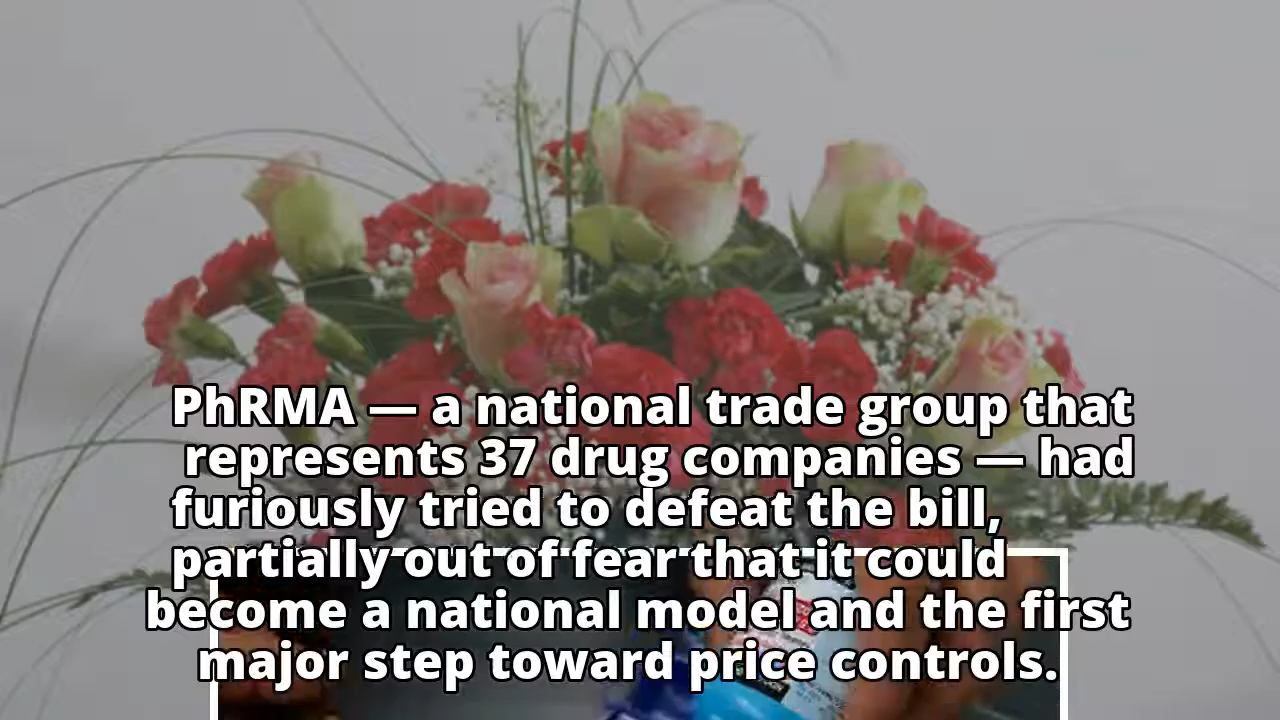 PhRMA — a national trade group that
represents 37 drug companies — had
furiously tried to defeat the bill,
partially out of fear that it could
become a national model and the first
major step toward price controls.